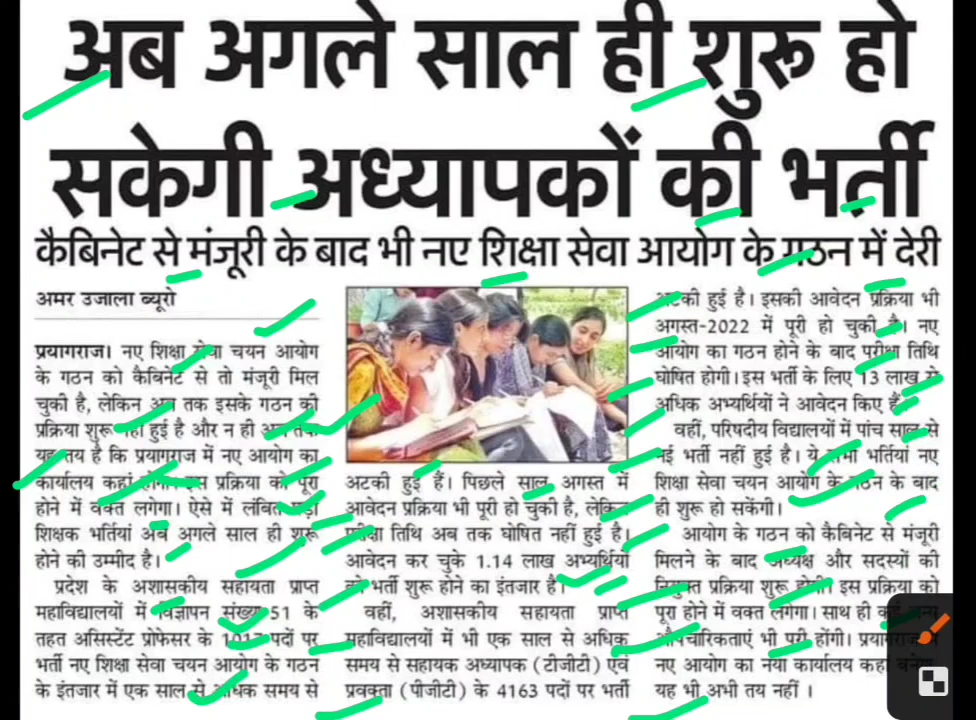 अब अगले साल ही शुरू हो
सकेगी अध्यापकों की भर्ती
कैबिनेट से मंजूरी के बाद भी नए शिक्षा सेवा आयोग के गठन में देरी
अमर उजाला ब्यूरो
प्रयागराज। नए शिक्षा सेवा चयन आयोग
के गठन को कैबिनेट से तो मंजूरी मिल
चुकी है, लेकिन अब तक इसके गठन की
प्रक्रिया शुरू नहीं हुई है और न ही अब तक
यह तय है कि प्रयागराज में नए आयोग का
कार्यालय कहां होगा। इस प्रक्रिया को पूरा
होने में वक्त लगेगा। ऐसे में लंबित पड़ी
शिक्षक भर्तियां अब अगले साल ही शुरू
होने की उम्मीद है।
प्रदेश के अशासकीय सहायता प्राप्त
महाविद्यालयों में विज्ञापन संख्या 51 के
तहत असिस्टेंट प्रोफेसर के 1017 पदों पर
भर्ती नए शिक्षा सेवा चयन आयोग के गठन
के इंतजार में एक साल से अधिक समय से
अटकी हुई हैं। पिछले साल अगस्त में
आवेदन प्रक्रिया भी पूरी हो चुकी है, लेकिन
परीक्षा तिथि अब तक घोषित नहीं हुई है।
आवेदन कर चुके 1.14 लाख अभ्यर्थियों
को भर्ती शुरू होने का इंतजार है।
वहीं, अशासकीय सहायता प्राप्त
महाविद्यालयों में भी एक साल से अधिक
समय से सहायक अध्यापक (टीजीटी) एवं
प्रवक्ता (पीजीटी) के 4163 पदों पर भर्ती
अटकी हुई है। इसकी आवेदन प्रक्रिया भी
अगस्त-2022 में पूरी हो चुकी है। नए
आयोग का गठन होने के बाद परीक्षा तिथि
घोषित होगी। इस भर्ती के लिए 13 लाख से
अधिक अभ्यर्थियों ने आवेदन किए हैं।
वहीं, परिषदीय विद्यालयों में पांच साल से
नई भर्ती नहीं हुई है। ये सभी भर्तियां नए
शिक्षा सेवा चयन आयोग के गठन के बाद
ही शुरू हो सकेंगी।
आयोग के गठन को कैबिनेट से मंजूरी
मिलने के बाद अध्यक्ष और सदस्यों की
नियुक्त प्रक्रिया शुरू होगी। इस प्रक्रिया को
पूरा होने में वक्त लगेगा। साथ ही
औपचारिकताएं भी पूरी होंगी।
नए आयोग का नया कार्यालय कहां
यह भी अभी तय नहीं ।